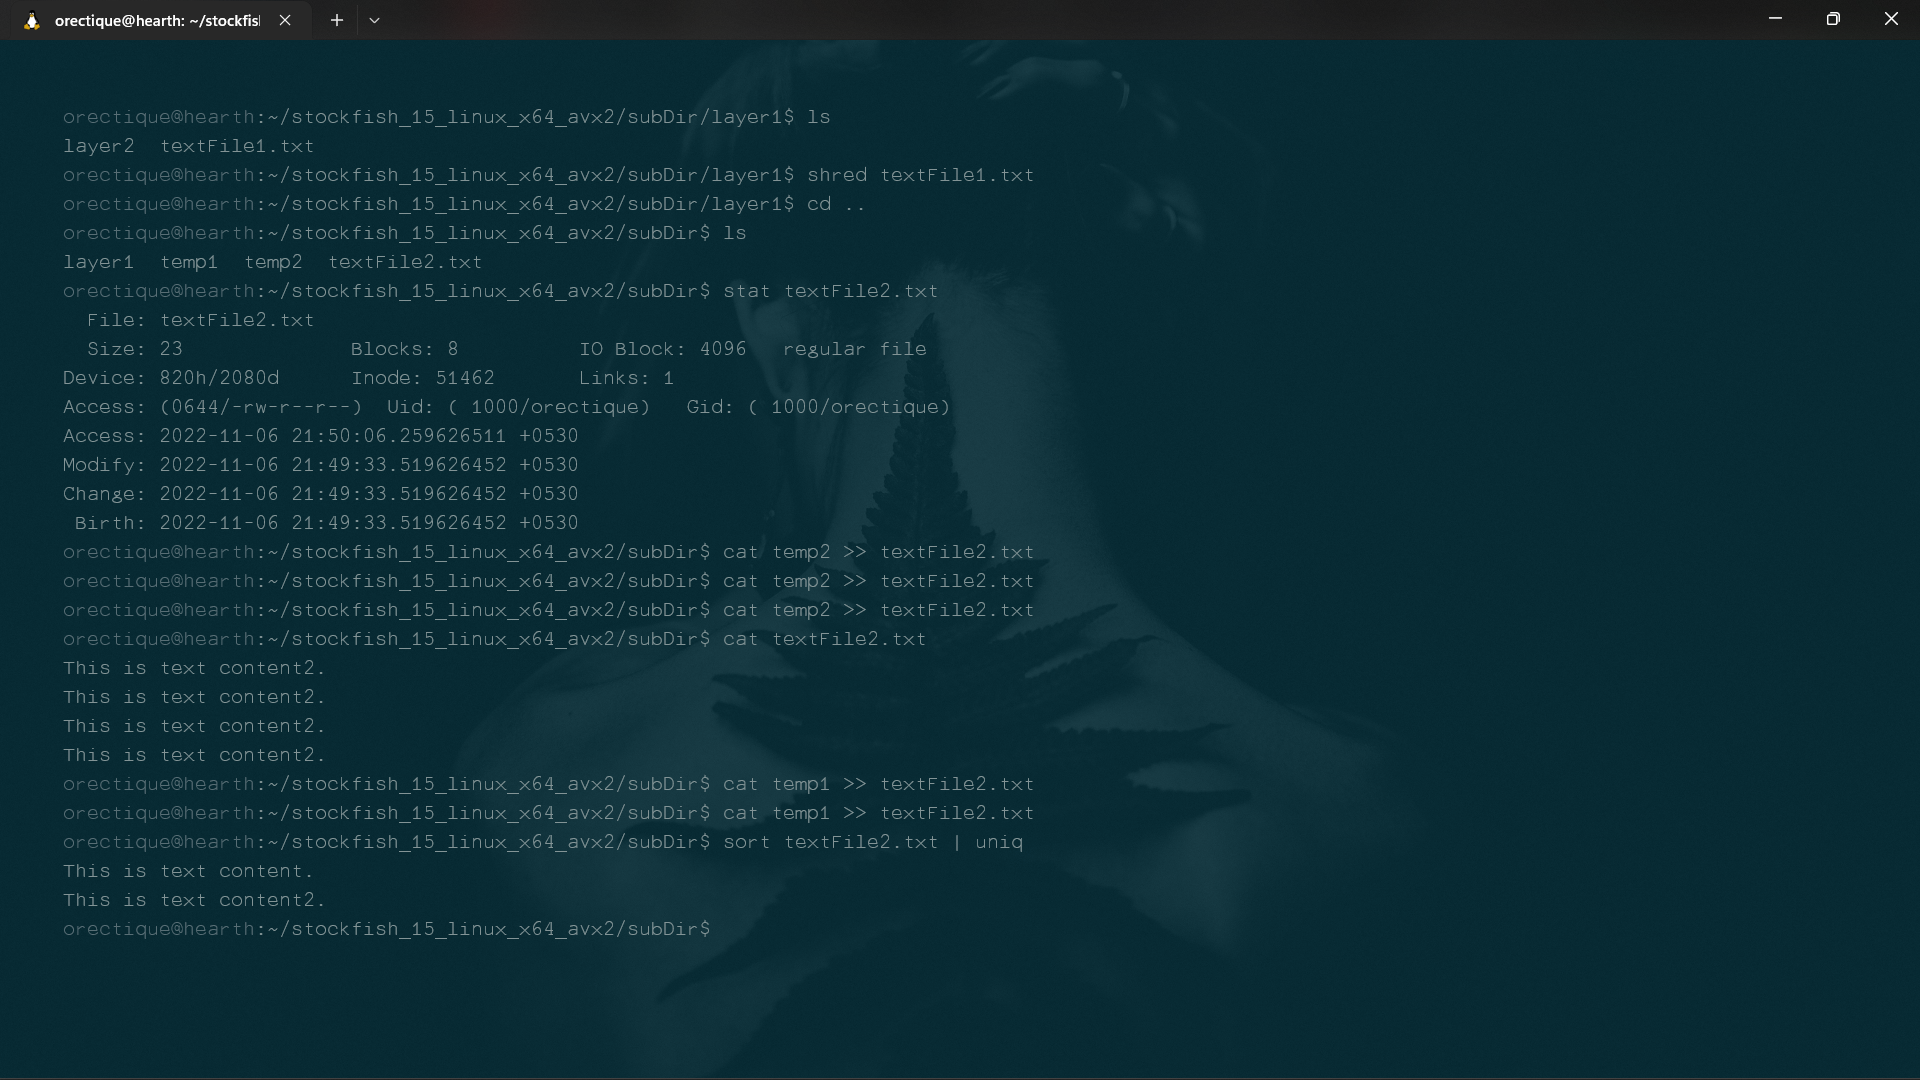 orectique@hearth: ~/stockfis
orectique@hearth:~/stockfish_15_linux_x64_avx2/subDir/layer1$ ls
layer2  textFile1.txt
orectique@hearth:~/stockfish_15_linux_x64_avx2/subDir/layer1$ shred textFile1.txt
orectique@hearth:~/stockfish_15_linux_x64_avx2/subDir/layer1$ cd ..
orectique@hearth:~/stockfish_15_linux_x64_avx2/subDir$ ls
layer1  temp1  temp2  textFile2.txt
orectique@hearth:~/stockfish_15_linux_x64_avx2/subDir$ stat textFile2.txt
  File: textFile2.txt
  Size: 23              Blocks: 8          IO Block: 4096   regular file
Device: 820h/2080d      Inode: 51462       Links: 1
Access: (0644/-rw-r--r--)  Uid: ( 1000/orectique)   Gid: ( 1000/orectique)
Access: 2022-11-06 21:50:06.259626511 +0530
Modify: 2022-11-06 21:49:33.519626452 +0530
Change: 2022-11-06 21:49:33.519626452 +0530
 Birth: 2022-11-06 21:49:33.519626452 +0530
orectique@hearth:~/stockfish_15_linux_x64_avx2/subDir$ cat temp2 >> textFile2.txt
orectique@hearth:~/stockfish_15_linux_x64_avx2/subDir$ cat temp2 >> textFile2.txt
orectique@hearth:~/stockfish_15_linux_x64_avx2/subDir$ cat temp2 >> textFile2.txt
orectique@hearth:~/stockfish_15_linux_x64_avx2/subDir$ cat textFile2.txt
This is text content2.
This is text content2.
This is text content2.
This is text content2.
orectique@hearth:~/stockfish_15_linux_x64_avx2/subDir$ cat temp1 >> textFile2.txt
orectique@hearth:~/stockfish_15_linux_x64_avx2/subDir$ cat temp1 >> textFile2.txt
orectique@hearth:~/stockfish_15_linux_x64_avx2/subDir$ sort textFile2.txt | uniq
This is text content.
This is text content2.
orectique@hearth:~/stockfish_15_linux_x64_avx2/subDir$